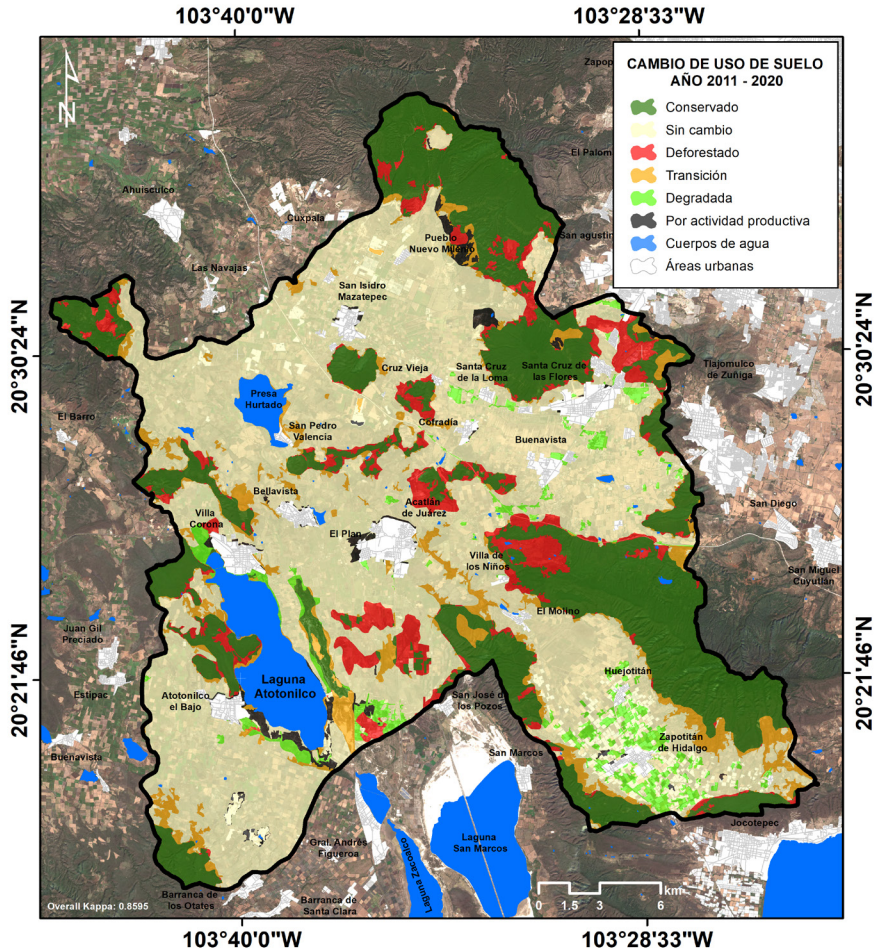 103°40'0"W
103°28'33"W
CAMBIO DE USO DE SUELO
AÑO 2011 - 2020
Conservado
Sin cambio
Deforestado
Transición
Degradada
Por actividad productiva
Cuerpos de agua
Áreas urbanas
N
Zapop
El Palom
Ahuisculco
Cuxpala
San agustin
Pueblo
Nuevo
Las Navajas
San Isidro
Mazatepec
20°30'24"N
20°30'24"N
Cruz Vieja
Santa Cruz
de la Loma
Santa Cruz de
las Flores
Tlajomulco
de Zuñiga
Presa
Hurtado
El Barro
San Pedro
Valencia
Cofradía
Buenavista
Bellavista
Acatlán
de Juarez
San Diego
Villa
Corona
El Plan
Villa de
los Niños
San Miguel
Cuyutlán
El Molino
Juan Gil
Preciado
20°21'46"N
20°21'46"N
Huejotitán
Laguna
Atotonilco
Estipac
Atotonilco
el Bajo
San José d
los Pozos
Zapotitán
de Hidalgo
Buenavista
San Marcos
Jocotepec
Gral. Andrés
Figueroa
Laguna
San Marcos
Laguna Zacoalco
Barranca de
los Otates
Barranca de
Santa Clara
km
0 1.5 3 6
Overall Kappa: 0.8595
103°40'0"W
103°28'33"W